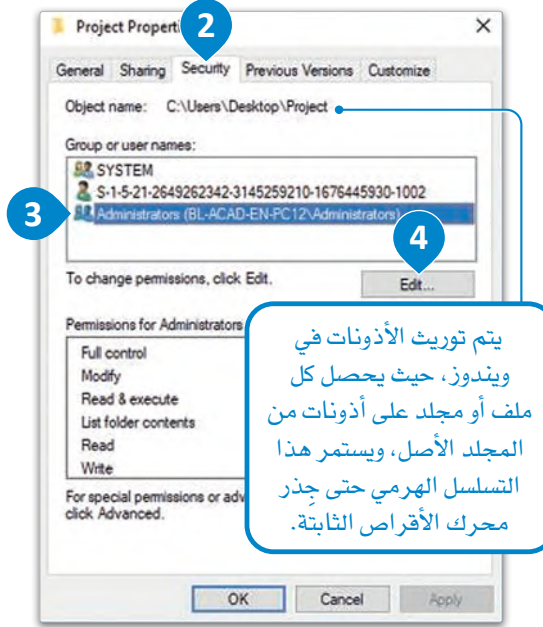 Project Properti
2
General Sharing Security Previous Versions Customize
Object name: C:\Users\Desktop\Project
Group or user names:
SYSTEM
S-1-5-21-2649262342-3145259210-1676445930-1002
3
Administrators (BL-ACAD-EN-PC12\Administrators)
4
To change permissions, click Edit.
Edit...
Permissions for Administrators
Full control
Modify
Read & execute
List folder contents
Read
Write
يتم توريث الأذونات في
ويندوز، حيث يحصل كل
ملف أو مجلد على أذونات من
المجلد الأصل، ويستمر هذا
التسلسل الهرمي حتى جِذر
محرك الأقراص الثابتة.
For special permissions or adv
click Advanced.
OK Cancel Apply